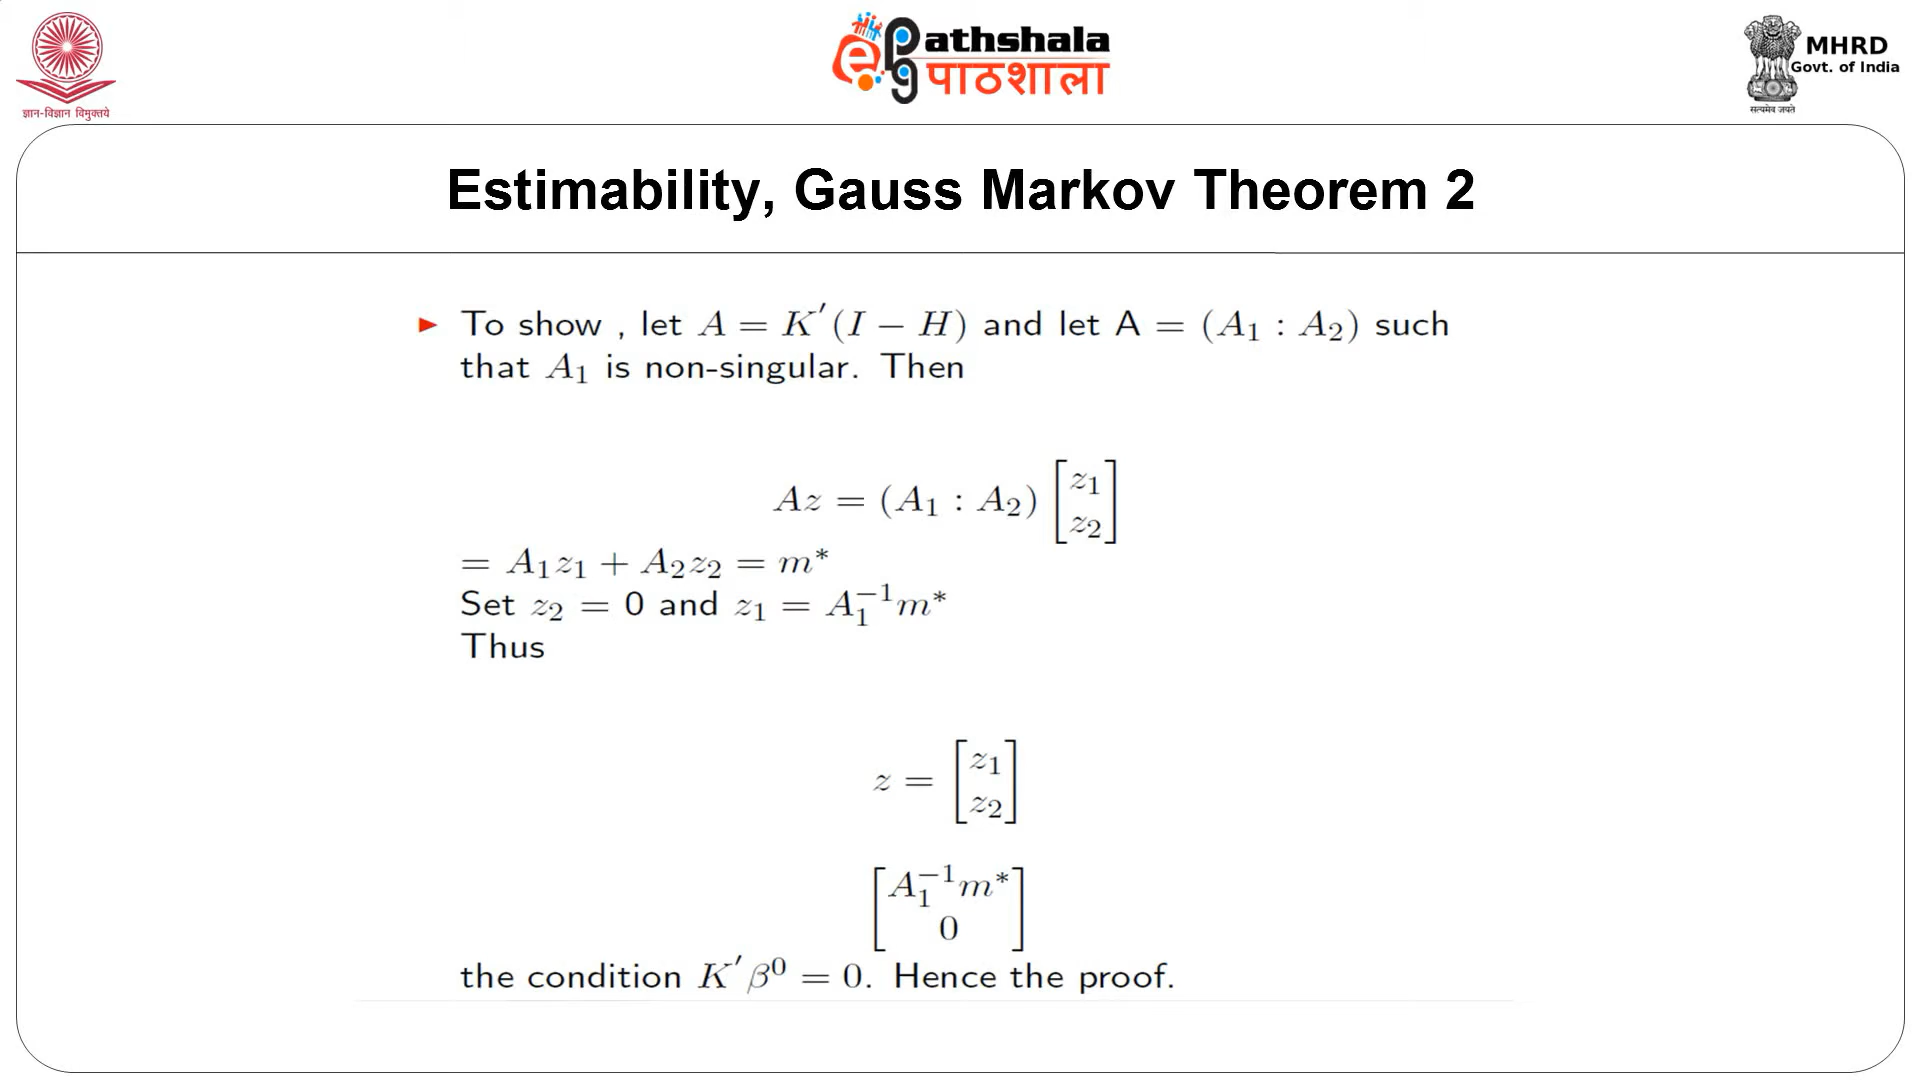 ज्ञान-विज्ञान विमुक्तये
ePg Pathshala
पाठशाला
MHRD
Govt. of India
सत्यमेव जयते
Estimability, Gauss Markov Theorem 2
► To show , let A = K′(I − H) and let A = (A₁ : A₂) such
that A₁ is non-singular. Then
Az = (A₁ : A₂) [z₁ z₂]
= A₁z₁ + A₂z₂ = m*
Set z₂ = 0 and z₁ = A₁⁻¹m*
Thus
z = [z₁ z₂]
[A₁⁻¹m* 0]
the condition K′β⁰ = 0. Hence the proof.